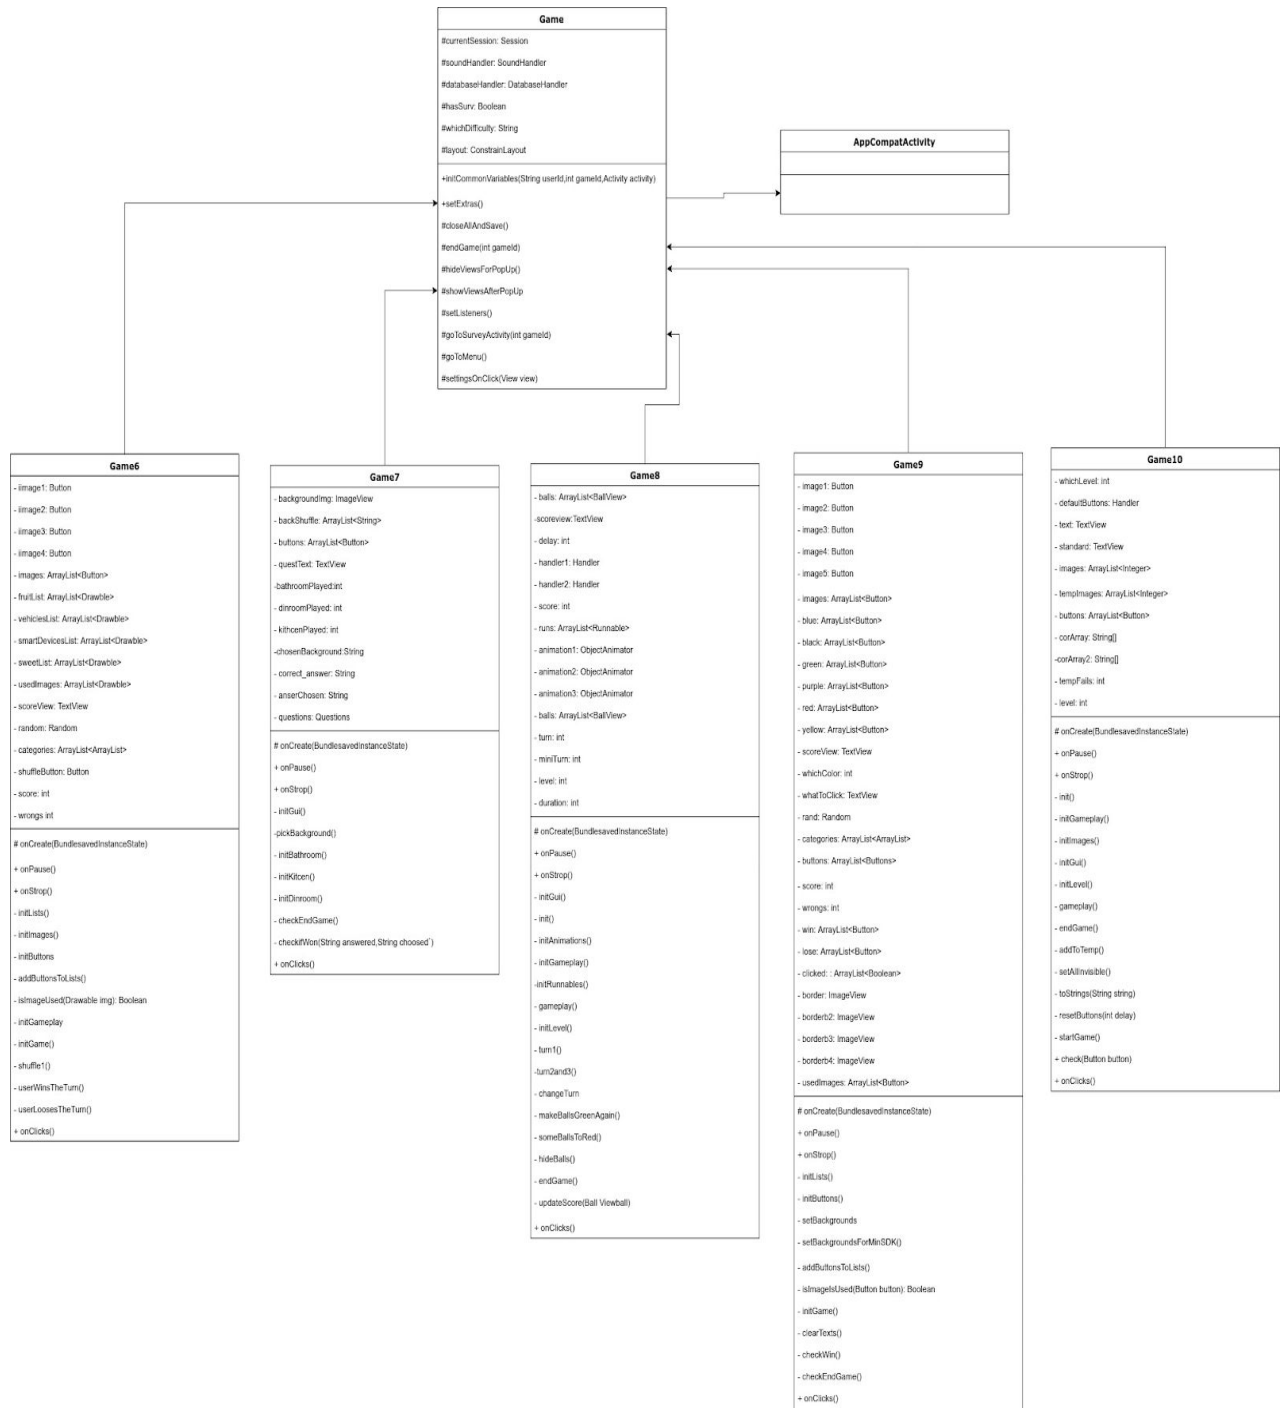 Game
#currentSession: Session
#soundHandler: SoundHandler
#databaseHandler: DatabaseHandler
#hasSurv: Boolean
#whichDifficulty: String
#layout: ConstrainLayout
+initCommonVariables(String userId,int gameId,Activity activity)
+setExtras()
#closeAllAndSave()
#endGame(int gameId)
#hideViewsForPopUp()
#showViewsAfterPopUp
#setListeners()
#goToSurveyActivity(int gameId)
#goToMenu()
#settingsOnClick(View view)
AppCompatActivity
Game6
- iimage1: Button
- iimage2: Button
- iimage3: Button
- iimage4: Button
- images: ArrayList<Button>
- fruitList: ArrayList<Drawble>
- vehiclesList: ArrayList<Drawble>
- smartDevicesList: ArrayList<Drawble>
- sweetList: ArrayList<Drawble>
- usedImages: ArrayList<Drawble>
- scoreView: TextView
- random: Random
- categories: ArrayList<ArrayList>
- shuffleButton: Button
- score: int
- wrongs int
# onCreate(BundlesavedInstanceState)
+ onPause()
+ onStrop()
- initLists()
- initImages()
- initButtons
- addButtonsToLists()
- isImageUsed(Drawable img): Boolean
- initGameplay
- initGame()
- shuffle1()
- userWinsTheTurn()
- userLoosesTheTurn()
+ onClicks()
Game7
- backgroundImg: ImageView
- backShuffle: ArrayList<String>
- buttons: ArrayList<Button>
- questText: TextView
-bathroomPlayed:int
- dinroomPlayed: int
- kithcenPlayed: int
-chosenBackground:String
- correct_answer: String
- anserChosen: String
- questions: Questions
# onCreate(BundlesavedInstanceState)
+ onPause()
+ onStrop()
- initGui()
-pickBackground()
- initBathroom()
- initKitcen()
- initDinroom()
- checkEndGame()
- checkifWon(String answered,String choosed`)
+ onClicks()
Game8
- balls: ArrayList<BallView>
-scoreview:TextView
- delay: int
- handler1: Handler
- handler2: Handler
- score: int
- runs: ArrayList<Runnable>
- animation1: ObjectAnimator
- animation2: ObjectAnimator
- animation3: ObjectAnimator
- balls: ArrayList<BallView>
- turn: int
- miniTurn: int
- level: int
- duration: int
# onCreate(BundlesavedInstanceState)
+ onPause()
+ onStrop()
- initGui()
- init()
- initAnimations()
- initGameplay()
-initRunnables()
- gameplay()
- initLevel()
- turn1()
-turn2and3()
- changeTurn
- makeBallsGreenAgain()
- someBallsToRed()
- hideBalls()
- endGame()
- updateScore(Ball Viewball)
+ onClicks()
Game9
- image1: Button
- image2: Button
- image3: Button
- image4: Button
- image5: Button
- images: ArrayList<Button>
- blue: ArrayList<Button>
- black: ArrayList<Button>
- green: ArrayList<Button>
- purple: ArrayList<Button>
- red: ArrayList<Button>
- yellow: ArrayList<Button>
- scoreView: TextView
- whichColor: int
- whatToClick: TextView
- rand: Random
- categories: ArrayList<ArrayList>
- buttons: ArrayList<Buttons>
- score: int
- wrongs: int
- win: ArrayList<Button>
- lose: ArrayList<Button>
- clicked: : ArrayList<Boolean>
- border: ImageView
- borderb2: ImageView
- borderb3: ImageView
- borderb4: ImageView
- usedImages: ArrayList<Button>
# onCreate(BundlesavedInstanceState)
+ onPause()
+ onStrop()
- initLists()
- initButtons()
- setBackgrounds
- setBackgroundsForMinSDK()
- addButtonsToLists()
- isImageIsUsed(Button button): Boolean
- initGame()
- clearTexts()
- checkWin()
- checkEndGame()
+ onClicks()
Game10
- whichLevel: int
- defaultButtons: Handler
- text: TextView
- standard: TextView
- images: ArrayList<Integer>
- tempImages: ArrayList<Integer>
- buttons: ArrayList<Button>
- corArray: String[]
-corArray2: String[]
- tempFails: int
- level: int
# onCreate(BundlesavedInstanceState)
+ onPause()
+ onStrop()
- init()
- initGameplay()
- initImages()
- initGui()
- initLevel()
- gameplay()
- endGame()
- addToTemp()
- setAllInvisible()
- toStrings(String string)
- resetButtons(int delay)
- startGame()
+ check(Button button)
+ onClicks()